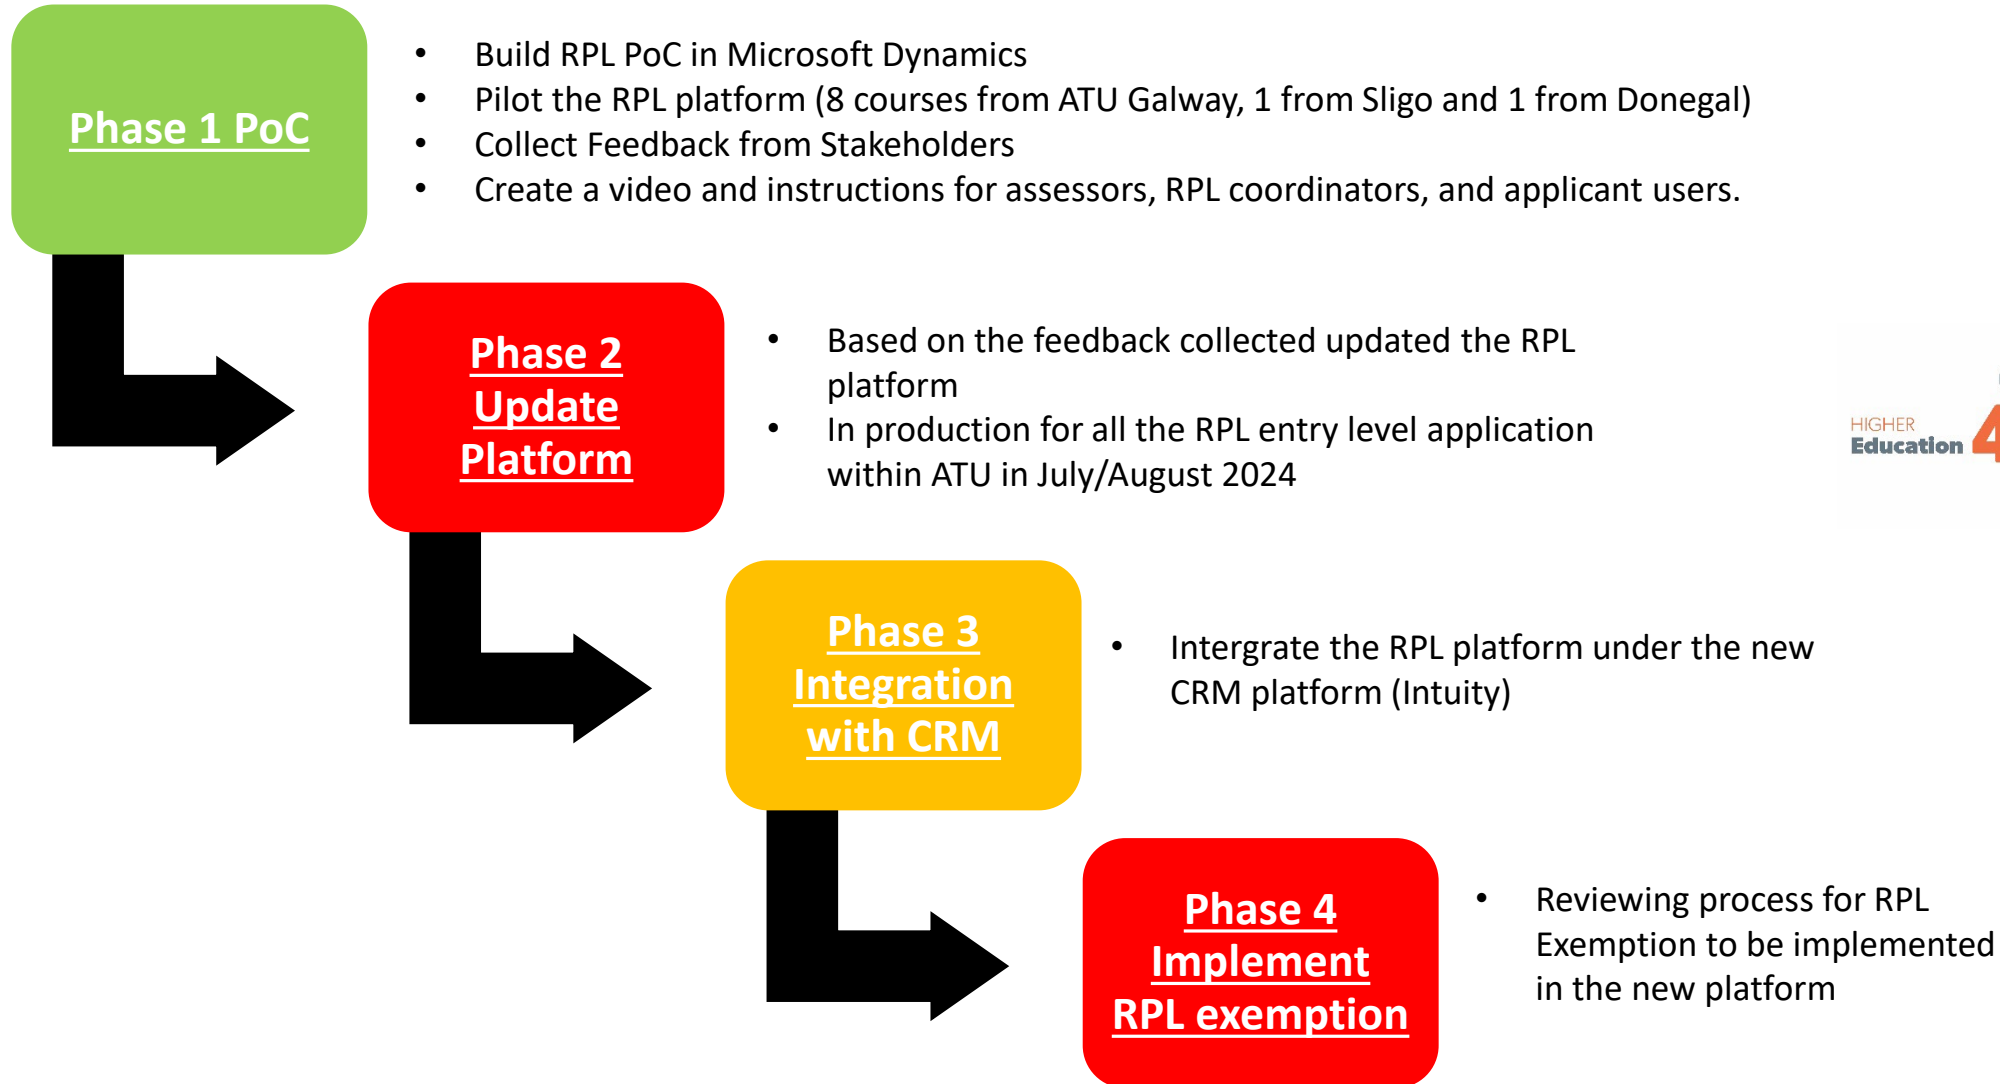 Phase 1 PoC
• Build RPL PoC in Microsoft Dynamics
• Pilot the RPL platform (8 courses from ATU Galway, 1 from Sligo and 1 from Donegal)
• Collect Feedback from Stakeholders
• Create a video and instructions for assessors, RPL coordinators, and applicant users.
Phase 2
Update
Platform
• Based on the feedback collected updated the RPL
platform
• In production for all the RPL entry level application
within ATU in July/August 2024
HIGHER
Education 4
Phase 3
Integration
with CRM
• Intergrate the RPL platform under the new
CRM platform (Intuity)
Phase 4
Implement
RPL exemption
• Reviewing process for RPL
Exemption to be implemented
in the new platform